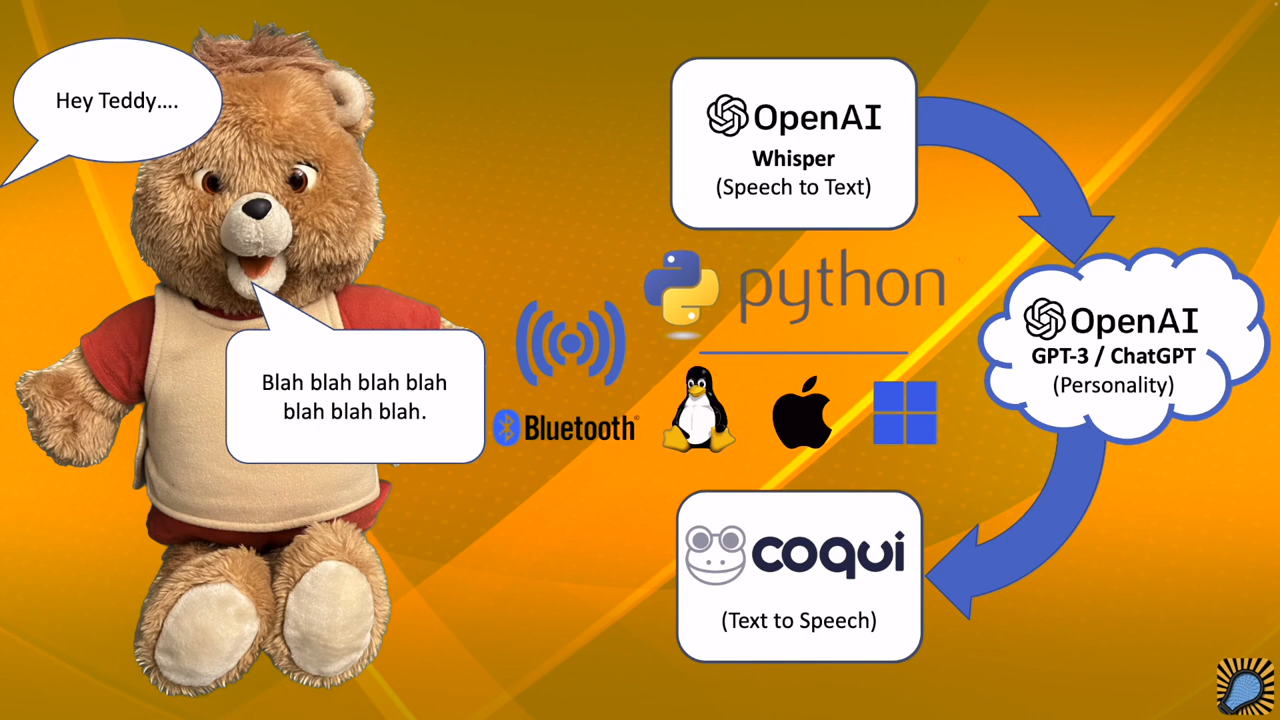 Hey Teddy....
Blah blah blah blah
blah blah blah.
Bluetooth®
OpenAI
Whisper
(Speech to Text)
python
OpenAI
GPT-3 / ChatGPT
(Personality)
coqui
(Text to Speech)